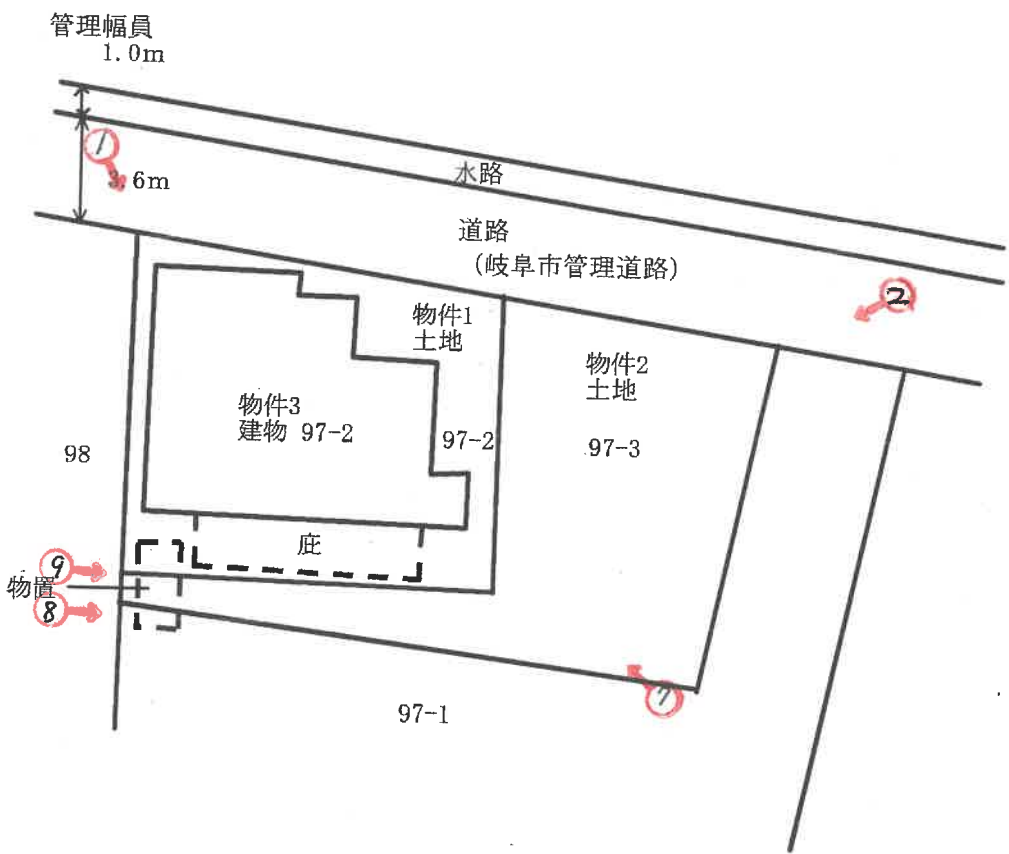 管理幅員
1.0m
①
3.6m
水路
道路
(岐阜市管理道路)
②
物件1
土地
物件2
土地
物件3
建物 97-2
97-2
97-3
98
庇
⑨
物置
⑧
⑦
97-1